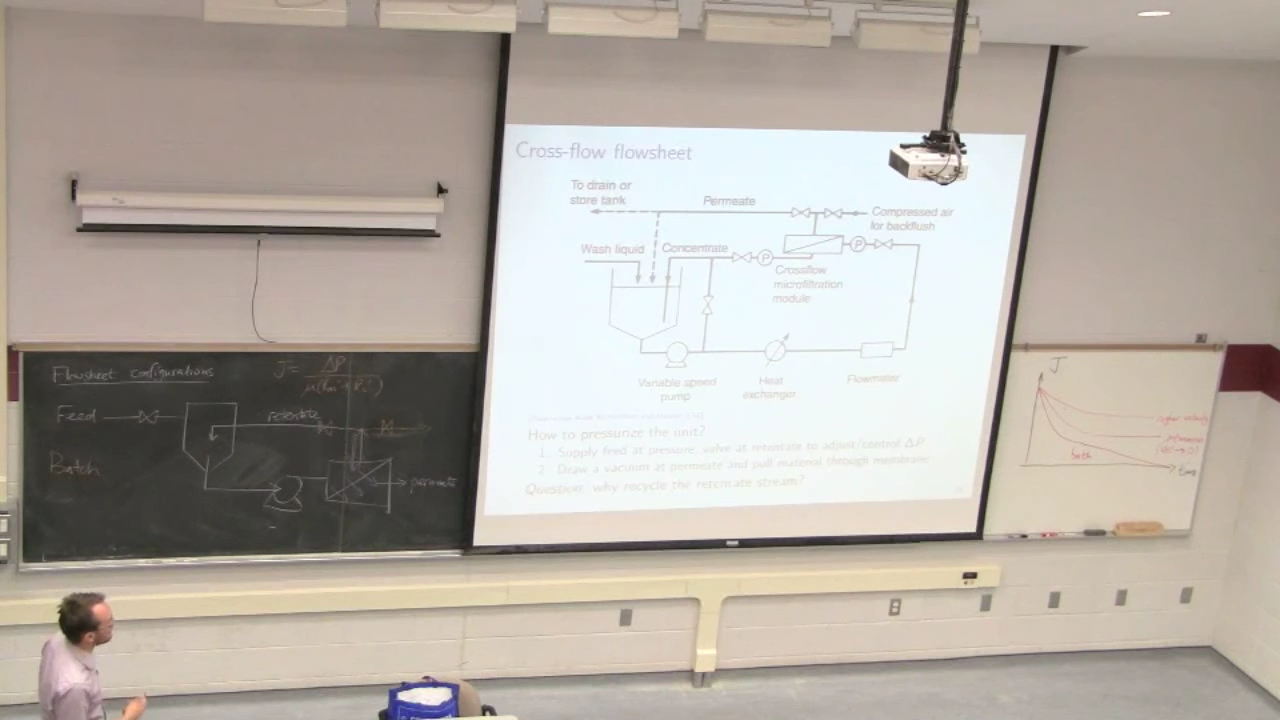 Flowsheet configurations
J = ΔP
Feed
retentate
Batch
permeate
Cross-flow flowsheet
To drain or
store tank
Permeate
Compressed air
for backflush
Wash liquid
Concentrate
P
P
Crossflow
microfiltration
module
Variable speed
pump
Heat
exchanger
Flowmeter
How to pressurize the unit?
1. Supply feed at pressure; valve at retentate to adjust/control ΔP
2. Draw a vacuum at permeate and pull material through membrane
Question: why recycle the retentate stream?
J
higher velocity
batch
time